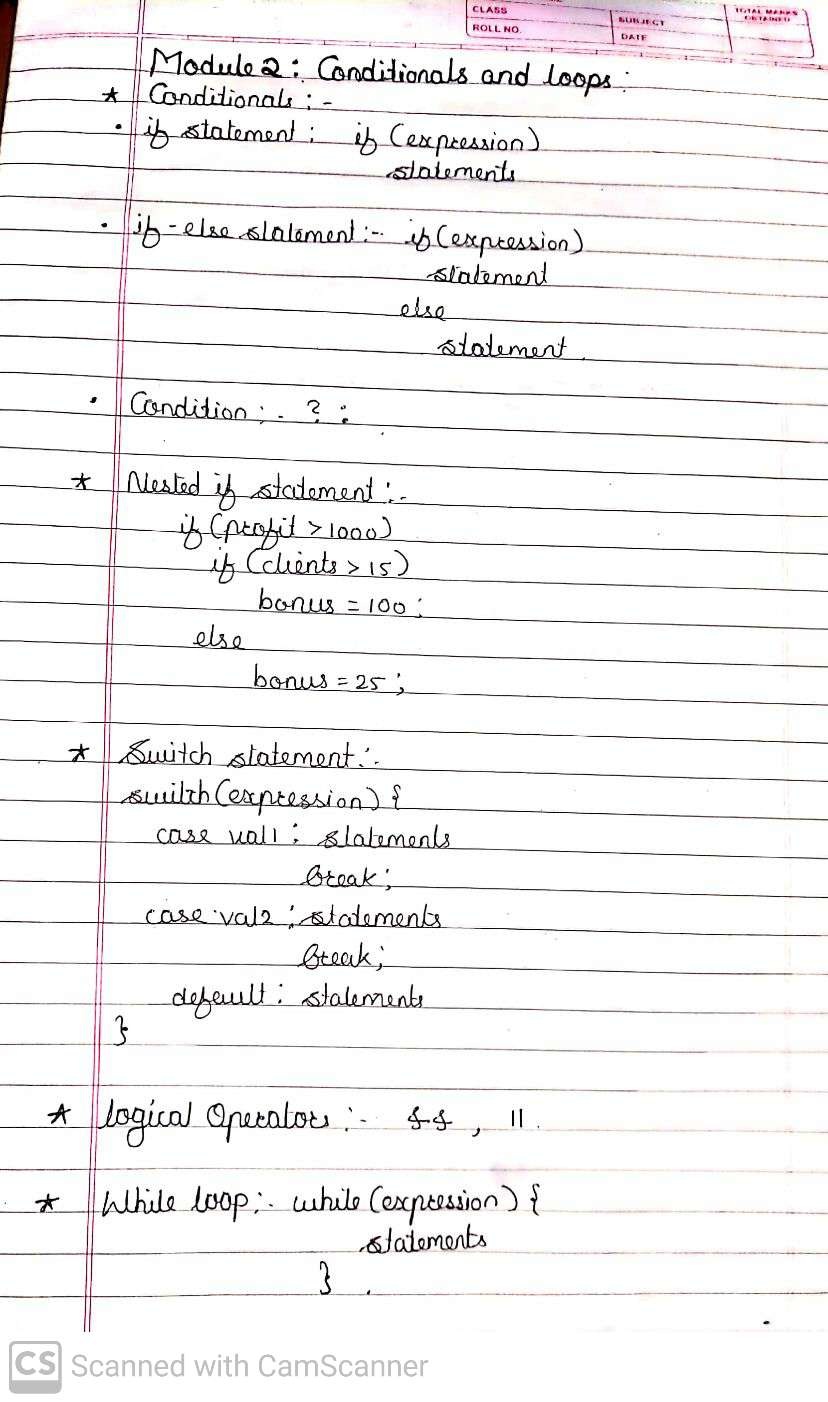 CLASS
ROLL NO.
SUBJECT
DATE
TOTAL MARKS
OBTAINED
Module 2 : Conditionals and loops :
* Conditionals :-
• if statement : if (expression)
statements
• if-else statement :- if (expression)
statement
else
statement
• Condition :- ? :
* Nested if statement :-
if (profit > 1000)
if (clients > 15)
bonus = 100 ;
else
bonus = 25 ;
* Switch statement :-
switch (expression) {
case val1 : statements
break ;
case val2 : statements
break ;
default : statements
}
* logical Operators :- && , || .
* While loop :- while (expression) {
statements
}
CS Scanned with CamScanner